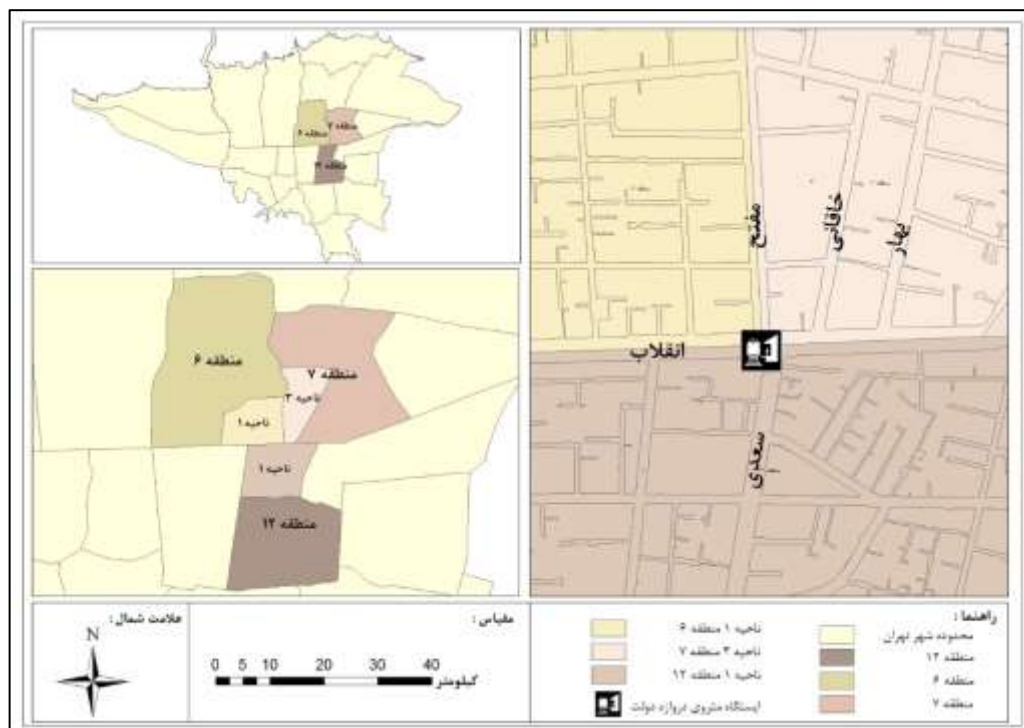 منطقه ۶
منطقه ۷
منطقه ۱۲
منطقه ۶
منطقه ۷
ناحیه ۳
ناحیه ۱
ناحیه ۱
منطقه ۱۲
مفتح
خاقانی
بهار
انقلاب
سعدی
راهنما :
محدوده شهر تهران
منطقه ۱۲
منطقه ۶
منطقه ۷
ناحیه ۱ منطقه ۶
ناحیه ۳ منطقه ۷
ناحیه ۱ منطقه ۱۲
ایستگاه متروی دروازه دولت
مقیاس :
0 5 10 20 30 40
کیلومتر
علامت شمال :
N